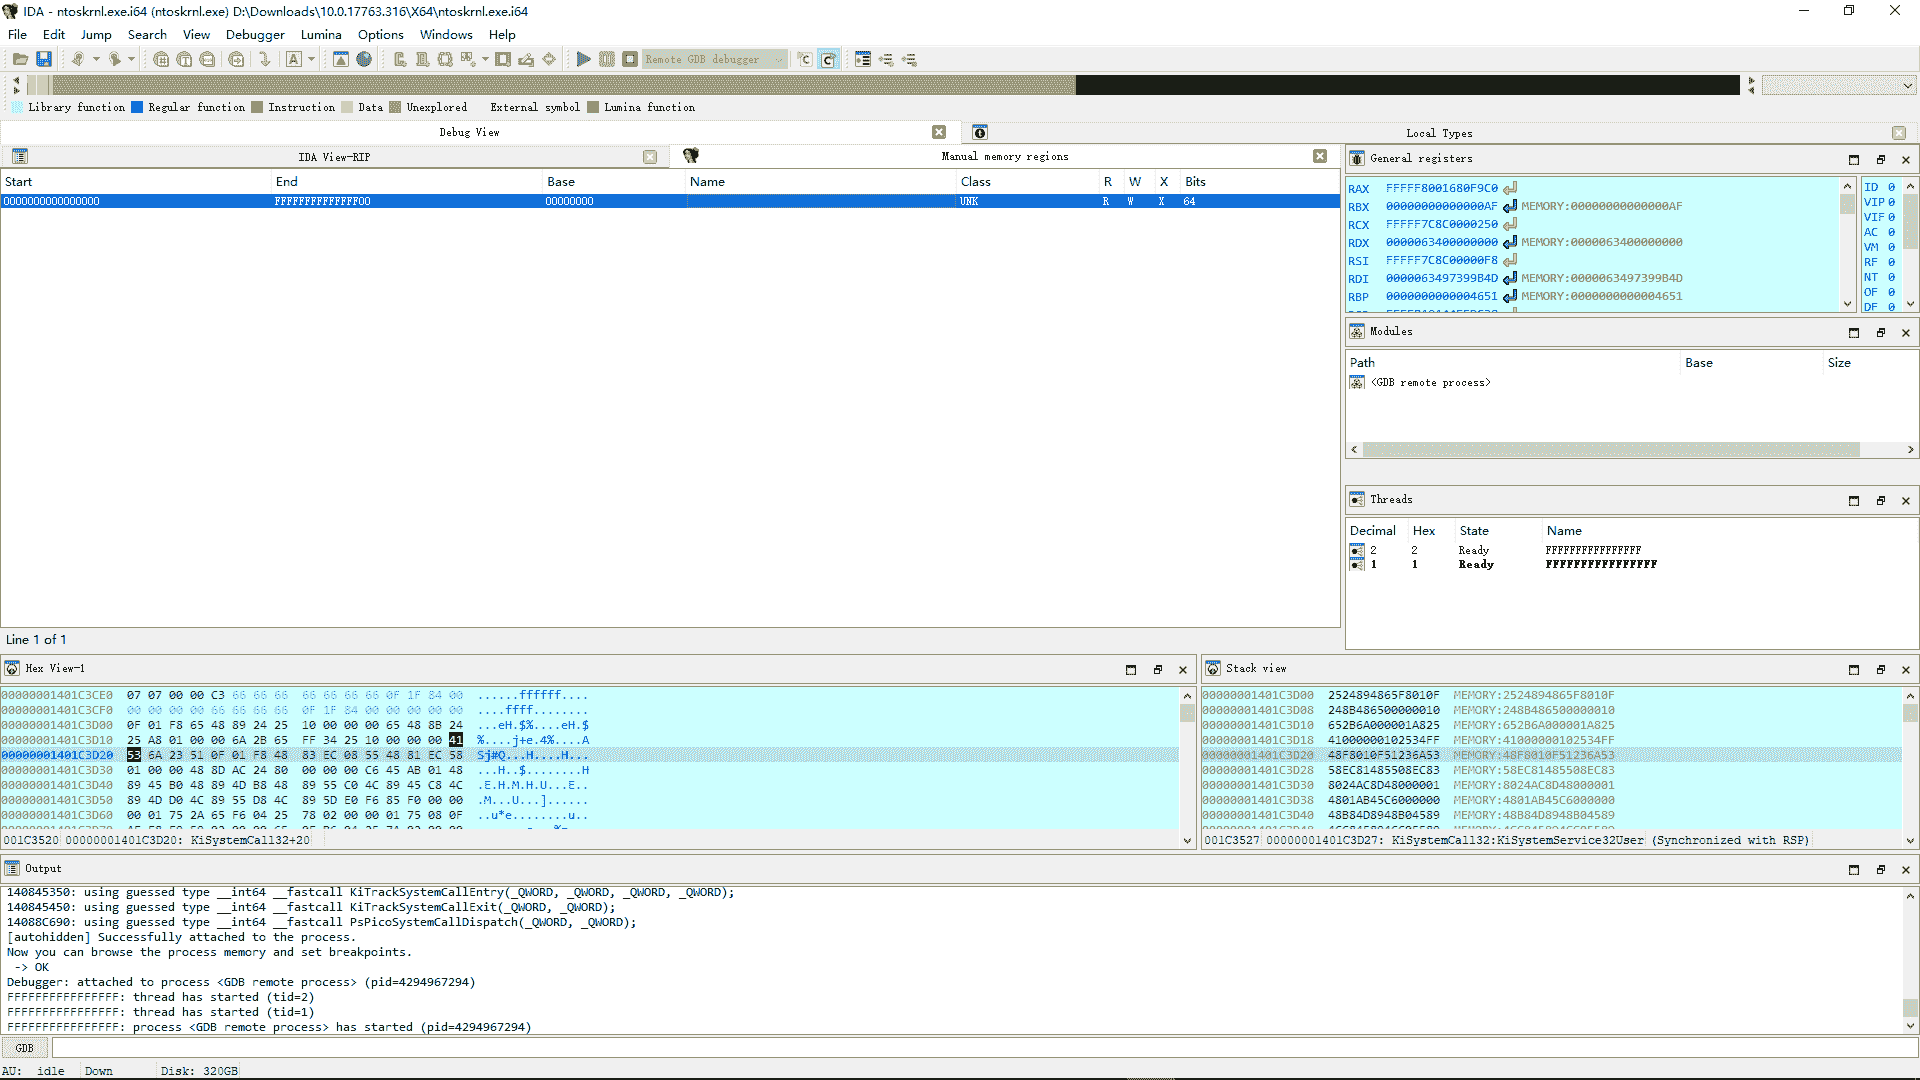 IDA - ntoskrnl.exe.i64 (ntoskrnl.exe) D:\Downloads\10.0.17763.316\X64\ntoskrnl.exe.i64
File Edit Jump Search View Debugger Lumina Options Windows Help
Remote GDB debugger
Library function Regular function Instruction Data Unexplored External symbol Lumina function
Debug View
Local Types
IDA View-RIP
Manual memory regions
Start End Base Name Class R W X Bits
0000000000000000 FFFFFFFFFFFFFF00 00000000 UNK R W X 64
Line 1 of 1
General registers
RAX FFFFF8001680F9C0
RBX 00000000000000AF MEMORY:00000000000000AF
RCX FFFFF78C0000250
RDX 0000063400000000 MEMORY:0000063400000000
RSI FFFFF7C8C00000F8
RDI 0000063497399B4D MEMORY:0000063497399B4D
RBP 0000000000004651 MEMORY:0000000000004651
ID 0
VIP 0
VIF 0
AC 0
VM 0
RF 0
NT 0
OF 0
DF 0
Modules
Path Base Size
<GDB remote process>
Threads
Decimal Hex State Name
2 2 Ready FFFFFFFFFFFFFFFF
1 1 Ready FFFFFFFFFFFFFFFF
Hex View-1
00000001401C3CE0 07 07 00 00 C3 66 66 66 66 66 66 66 0F 1F 84 00 ......ffffff....
00000001401C3CF0 00 00 00 00 66 66 66 66 0F 1F 84 00 00 00 00 00 ....ffff........
00000001401C3D00 0F 01 F8 65 48 89 24 25 10 00 00 00 65 48 8B 24 ...eH.$%....eH.$
00000001401C3D10 25 A8 01 00 00 6A 2B 65 FF 34 25 10 00 00 00 41 %....j+e.4%....A
00000001401C3D20 53 6A 23 51 0F 01 F8 48 83 EC 08 55 48 81 EC 58 Sj#Q...H....H...
00000001401C3D30 01 00 00 48 8D AC 24 80 00 00 00 C6 45 AB 01 48 ...H..$........H
00000001401C3D40 89 45 B0 48 89 4D B8 48 89 55 C0 4C 89 45 C8 4C .E.H.M.H.U...E..
00000001401C3D50 89 4D D0 4C 89 55 D8 4C 89 5D E0 F6 85 F0 00 00 .M...U...]......
00000001401C3D60 00 01 75 2A 65 F6 04 25 78 02 00 00 01 75 08 0F ..u*e........u..
001C3520 00000001401C3D20: KiSystemCall32+20
Stack view
00000001401C3D00 2524894865F8010F MEMORY:2524894865F8010F
00000001401C3D08 248B486500000010 MEMORY:248B486500000010
00000001401C3D10 652B6A000001A825 MEMORY:652B6A000001A825
00000001401C3D18 41000000102534FF MEMORY:41000000102534FF
00000001401C3D20 48F8010F51236A53 MEMORY:48F8010F51236A53
00000001401C3D28 58EC81485508EC83 MEMORY:58EC81485508EC83
00000001401C3D30 8024AC8D48000001 MEMORY:8024AC8D48000001
00000001401C3D38 4801AB45C6000000 MEMORY:4801AB45C6000000
00000001401C3D40 48B84D8948B04589 MEMORY:48B84D8948B04589
001C3527 00000001401C3D27: KiSystemCall32:KiSystemService32User (Synchronized with RSP)
Output
140845350: using guessed type __int64 __fastcall KiTrackSystemCallEntry(_QWORD, _QWORD, _QWORD, _QWORD);
140845450: using guessed type __int64 __fastcall KiTrackSystemCallExit(_QWORD, _QWORD);
14088C690: using guessed type __int64 __fastcall PsPicoSystemCallDispatch(_QWORD, _QWORD);
[autohidden] Successfully attached to the process.
Now you can browse the process memory and set breakpoints.
-> OK
Debugger: attached to process <GDB remote process> (pid=4294967294)
FFFFFFFFFFFFFFFF: thread has started (tid=2)
FFFFFFFFFFFFFFFF: thread has started (tid=1)
FFFFFFFFFFFFFFFF: process <GDB remote process> has started (pid=4294967294)
GDB
AU: idle Down Disk: 320GB